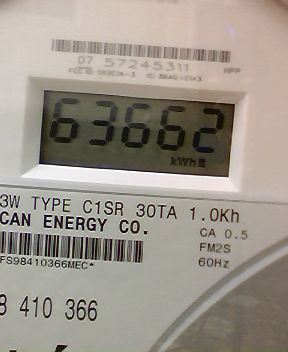 07 57245311
HPP
63662
kWh
3W TYPE C1SR 30TA 1.0Kh
CAN ENERGY CO.
CA 0.5
FM2S
60Hz
FS98410366MEC*
8 410 366